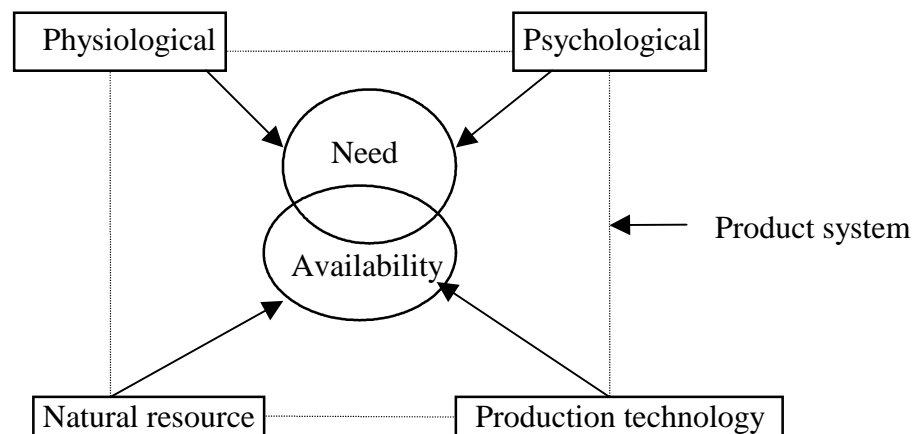 Physiological
Psychological
Need
Product system
Availability
Natural resource
Production technology